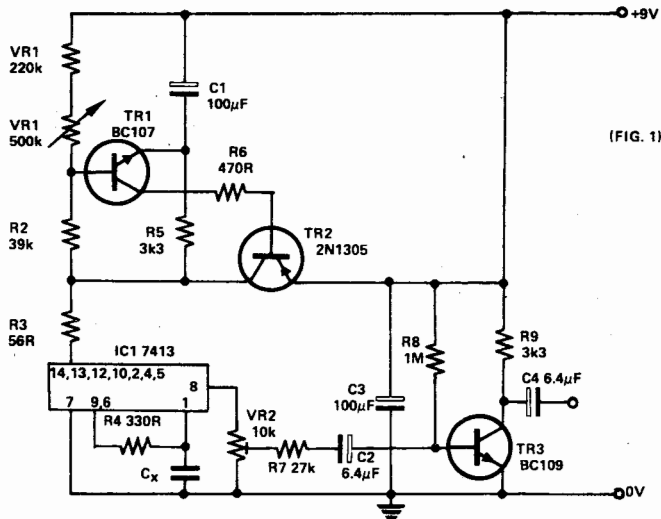 +9V
VR1
220k
C1
100µF
VR1
500k
TR1
BC107
(FIG. 1)
R6
470R
R2
39k
R5
3k3
TR2
2N1305
R3
56R
IC1 7413
14,13,12,10,2,4,5
8
7
9,6
1
R4 330R
Cx
VR2
10k
R7 27k
C2
6.4µF
C3
100µF
R8
1M
R9
3k3
C4 6.4µF
TR3
BC109
0V